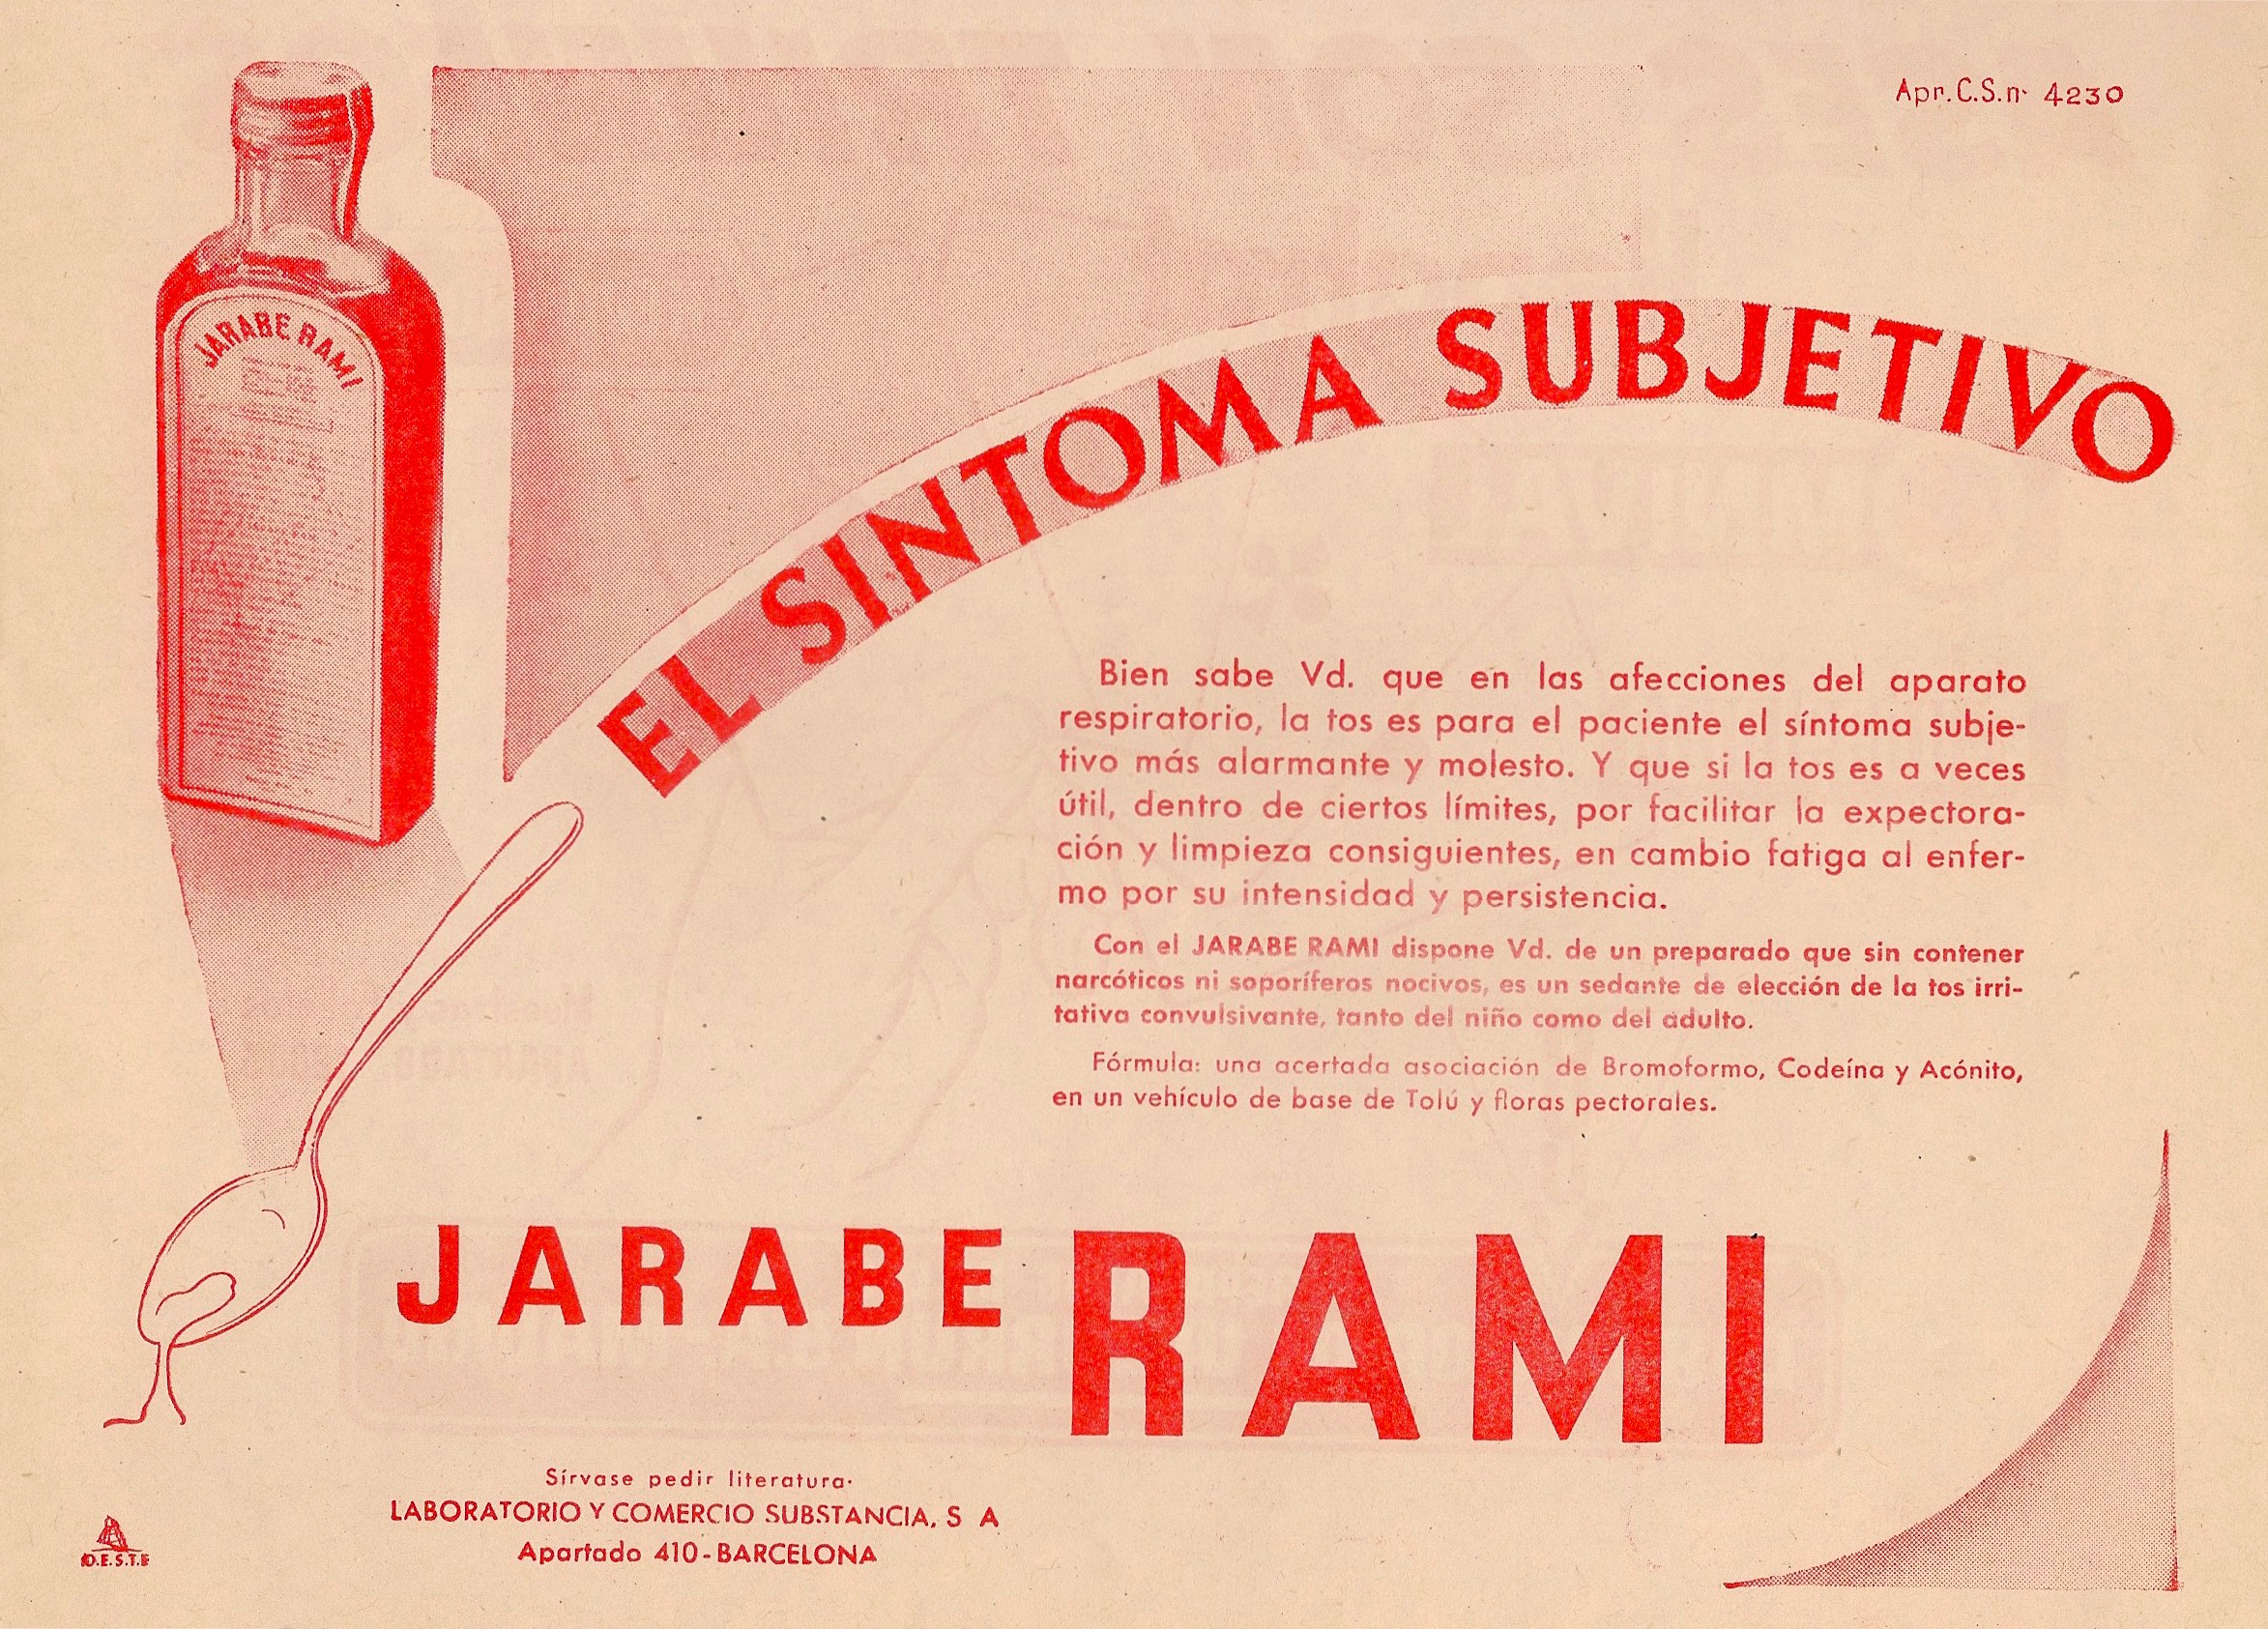 Apr. C.S. n. 4230
JARABE RAMI
EL SINTOMA SUBJETIVO
Bien sabe Vd. que en las afecciones del aparato
respiratorio, la tos es para el paciente el síntoma subje-
tivo más alarmante y molesto. Y que si la tos es a veces
útil, dentro de ciertos límites, por facilitar la expectora-
ción y limpieza consiguientes, en cambio fatiga al enfer-
mo por su intensidad y persistencia.
Con el JARABE RAMI dispone Vd. de un preparado que sin contener
narcóticos ni soporíferos nocivos, es un sedante de elección de la tos irri-
tativa convulsivante, tanto del niño como del adulto.
Fórmula: una acertada asociación de Bromoformo, Codeína y Acónito,
en un vehículo de base de Tolú y floras pectorales.
JARABE RAMI
Sírvase pedir literatura.
LABORATORIO Y COMERCIO SUBSTANCIA, S A
Apartado 410-BARCELONA
D.E.S.T.E